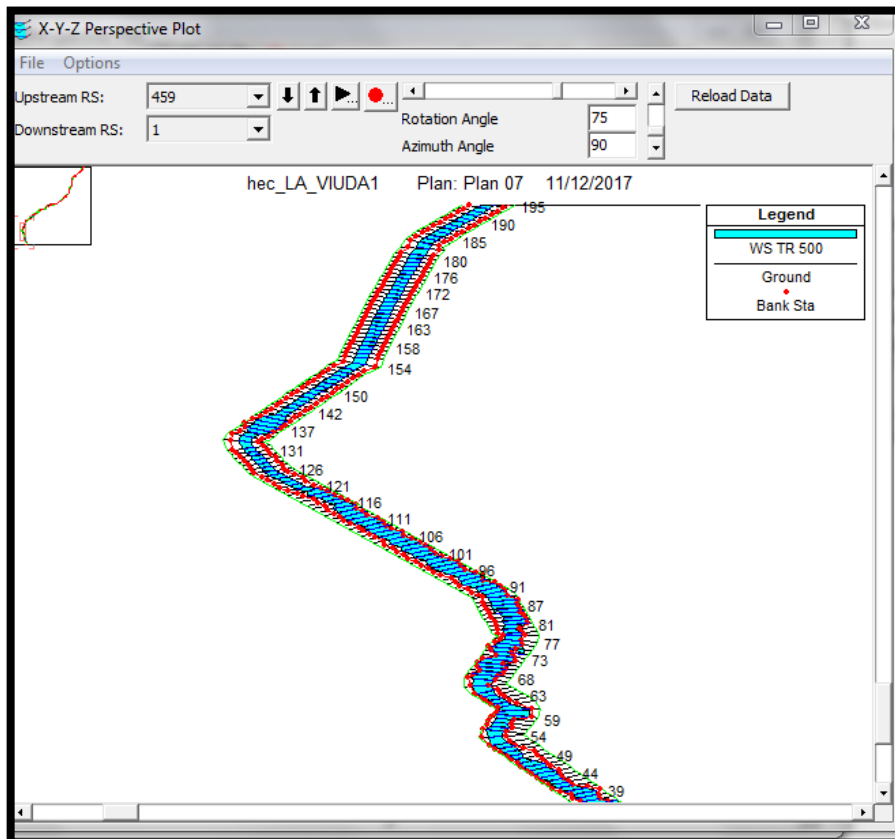 X-Y-Z Perspective Plot
File Options
Upstream RS: 459
Reload Data
Rotation Angle 75
Downstream RS: 1
Azimuth Angle 90
hec_LA_VIUDA1 Plan: Plan 07 11/12/2017
Legend
WS TR 500
Ground
Bank Sta
195
190
185
180
176
172
167
163
158
154
150
142
137
131
126
121
116
111
106
101
96
91
87
81
77
73
68
63
59
54
49
44
39